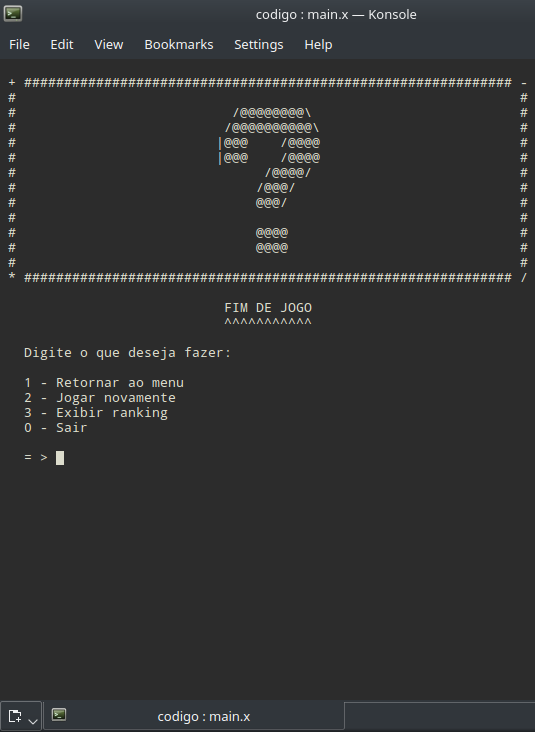 codigo : main.x — Konsole
File Edit View Bookmarks Settings Help
+ ############################################################# -
# #
# /@@@@@@@@\ #
# /@@@@@@@@@@\ #
# |@@@ /@@@@ #
# |@@@ /@@@@ #
# /@@@@/ #
# /@@@/ #
# @@@/ #
# #
# @@@@ #
# @@@@ #
# #
* ############################################################# /
FIM DE JOGO
^^^^^^^^^^^
Digite o que deseja fazer:
1 - Retornar ao menu
2 - Jogar novamente
3 - Exibir ranking
0 - Sair
= >
codigo : main.x